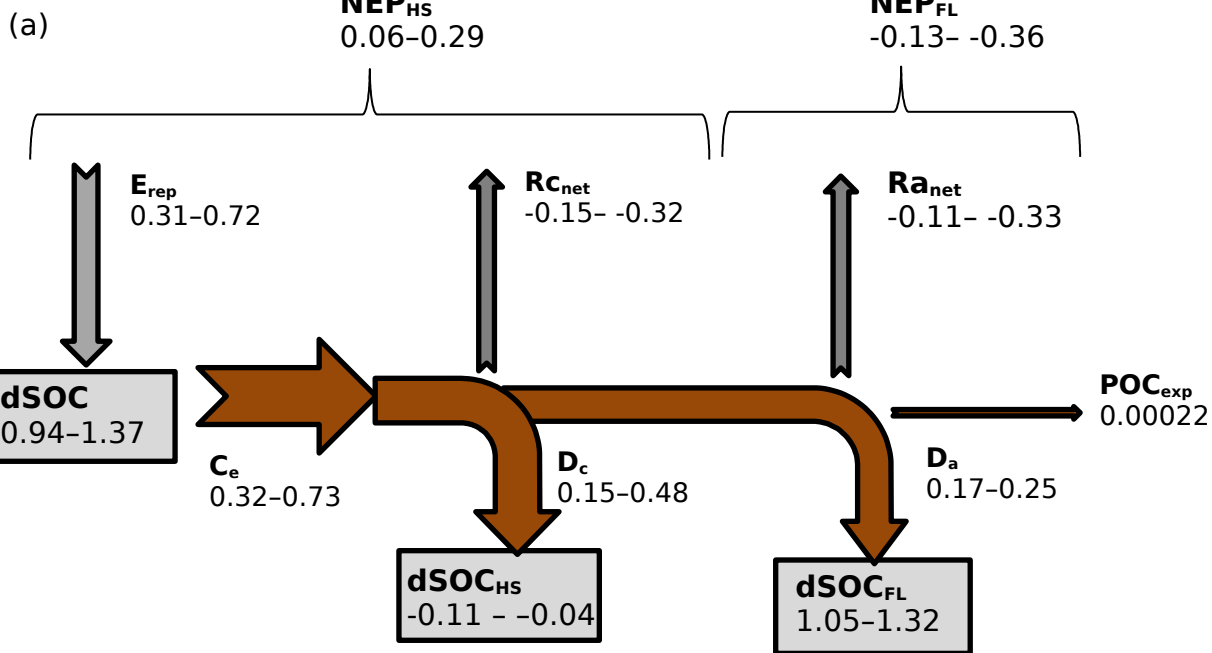 (a)
NEPHS
0.06–0.29
NEPFL
-0.13– -0.36
Erep
0.31–0.72
Rcnet
-0.15– -0.32
Ranet
-0.11– -0.33
dSOC
0.94–1.37
Ce
0.32–0.73
Dc
0.15–0.48
Da
0.17–0.25
POCexp
0.00022
dSOCHS
-0.11 – –0.04
dSOCFL
1.05–1.32